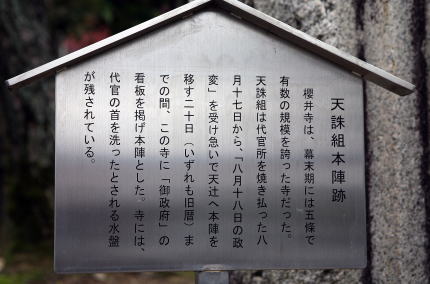 天誅組本陣跡
櫻井寺は、幕末期には五條で
有数の規模を誇った寺だった。
天誅組は代官所を焼き払った八
月十七日から、「八月十八日の政
変」を受け急いで天辻へ本陣を
移す二十日（いずれも旧暦）ま
での間、この寺に「御政府」の
看板を掲げ本陣とした。寺には、
代官の首を洗ったとされる水盤
が残されている。